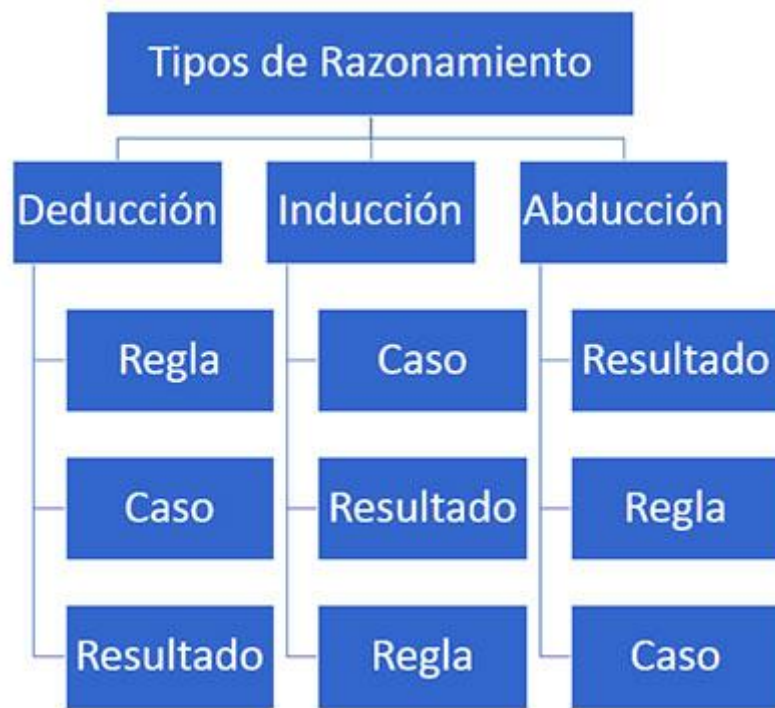 Tipos de Razonamiento
Deducción
Inducción
Abducción
Regla
Caso
Resultado
Caso
Resultado
Regla
Resultado
Regla
Caso